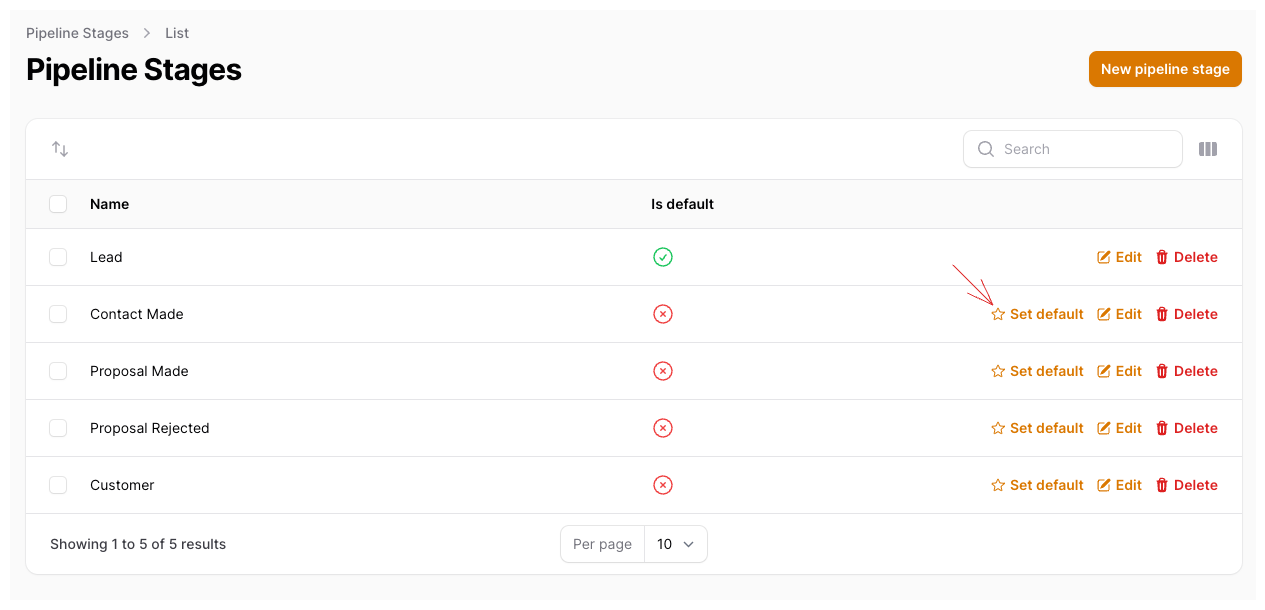 Pipeline Stages > List
Pipeline Stages
New pipeline stage
Search
Name Is default
Lead Edit Delete
Contact Made Set default Edit Delete
Proposal Made Set default Edit Delete
Proposal Rejected Set default Edit Delete
Customer Set default Edit Delete
Showing 1 to 5 of 5 results Per page 10